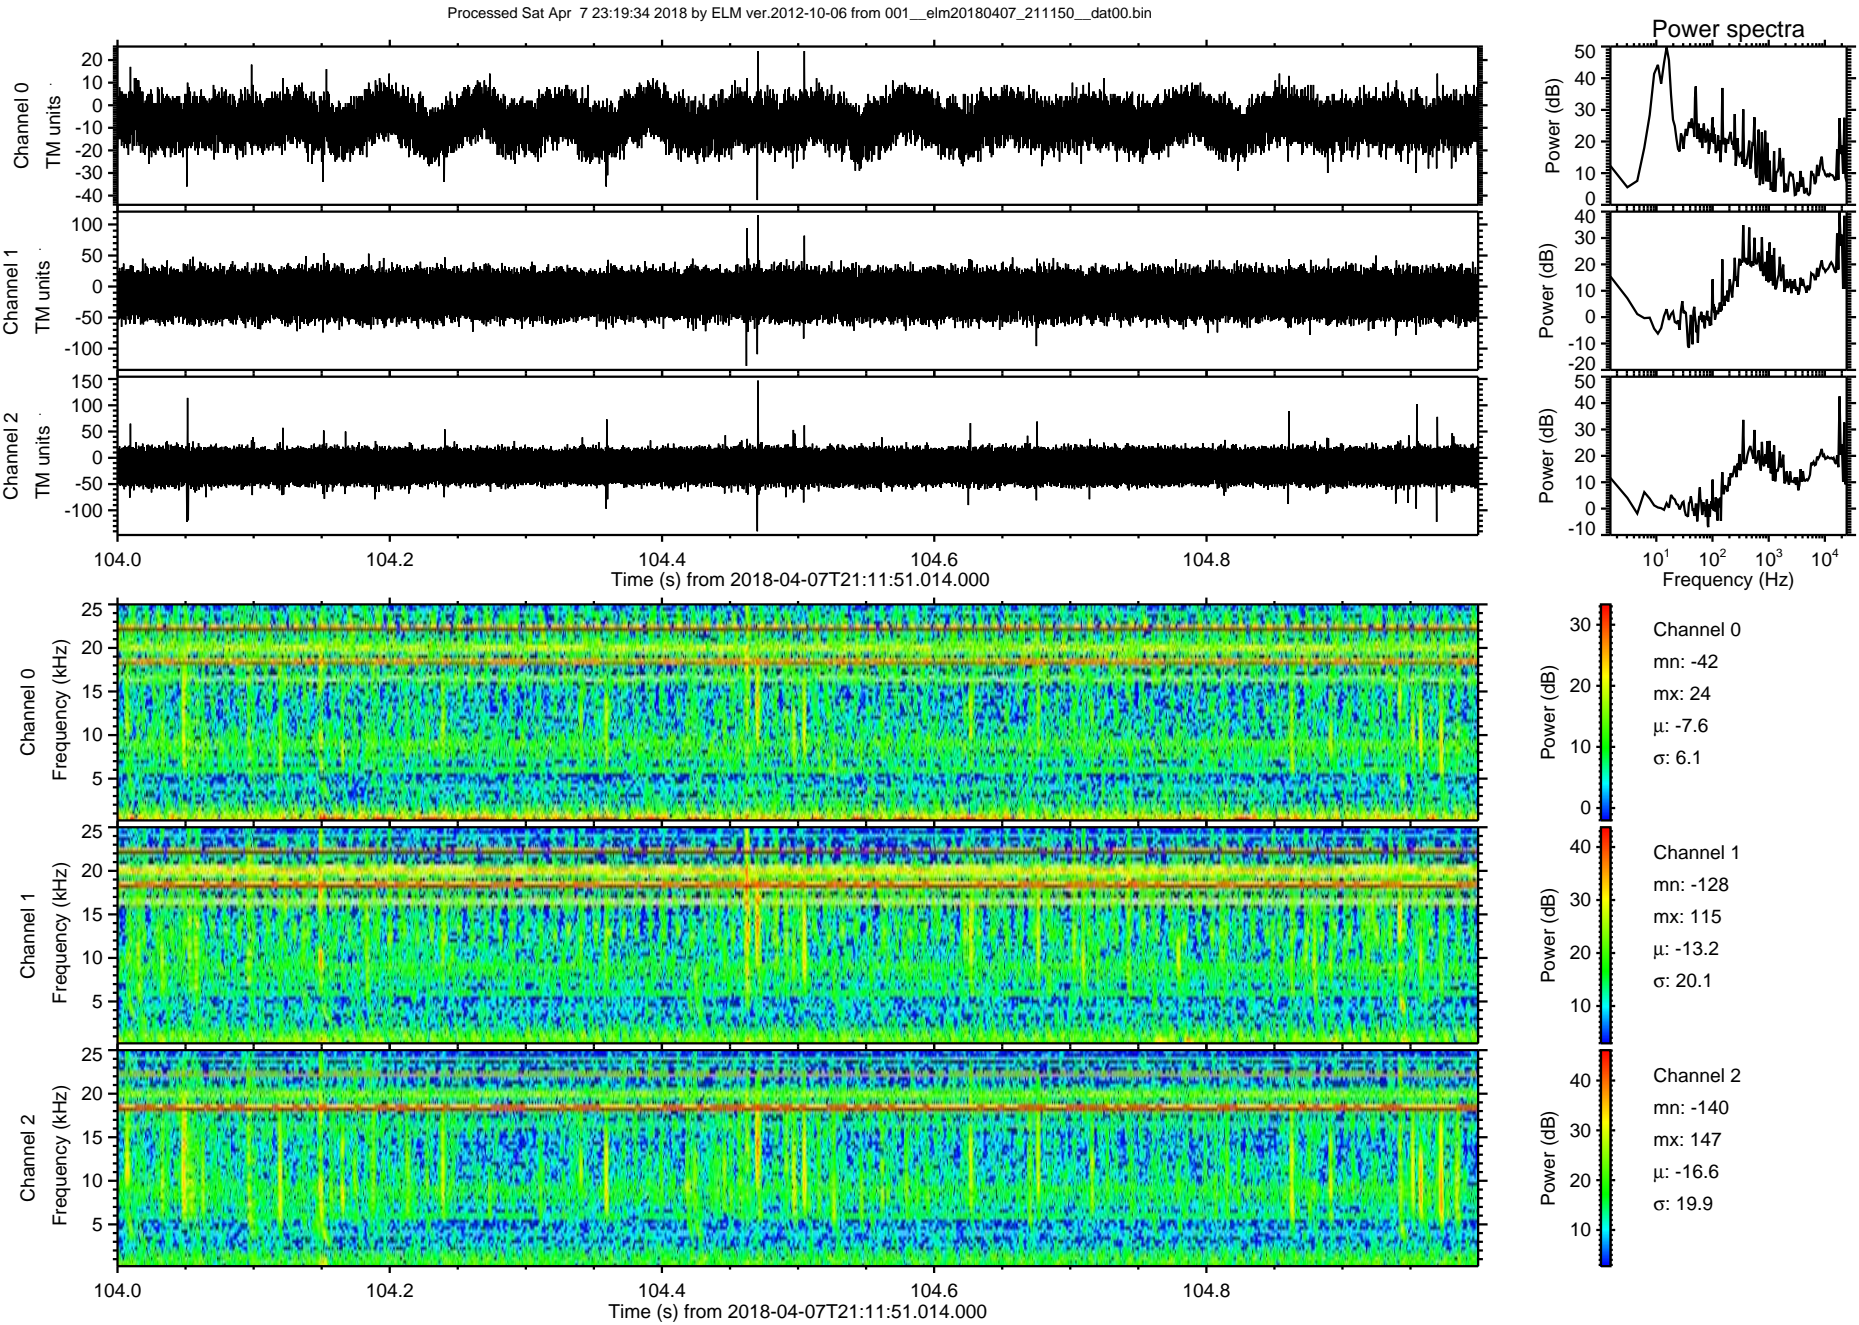 Processed Sat Apr  7 23:19:34 2018 by ELM ver.2012-10-06 from 001__elm20180407_211150__dat00.bin
Power spectra
Channel 0
TM units
20
10
0
-10
-20
-30
-40
Power (dB)
50
40
30
20
10
0
Channel 1
TM units
100
50
0
-50
-100
Power (dB)
40
30
20
10
0
-10
-20
Channel 2
TM units
150
100
50
0
-50
-100
Power (dB)
50
40
30
20
10
0
-10
104.0
104.2
104.4
104.6
104.8
Time (s) from 2018-04-07T21:11:51.014.000
10^1
10^2
10^3
10^4
Frequency (Hz)
Channel 0
Frequency (kHz)
25
20
15
10
5
Power (dB)
30
20
10
0
Channel 0
mn: -42
mx: 24
μ: -7.6
σ: 6.1
Channel 1
Frequency (kHz)
25
20
15
10
5
Power (dB)
40
30
20
10
Channel 1
mn: -128
mx: 115
μ: -13.2
σ: 20.1
Channel 2
Frequency (kHz)
25
20
15
10
5
Power (dB)
40
30
20
10
Channel 2
mn: -140
mx: 147
μ: -16.6
σ: 19.9
104.0
104.2
104.4
104.6
104.8
Time (s) from 2018-04-07T21:11:51.014.000